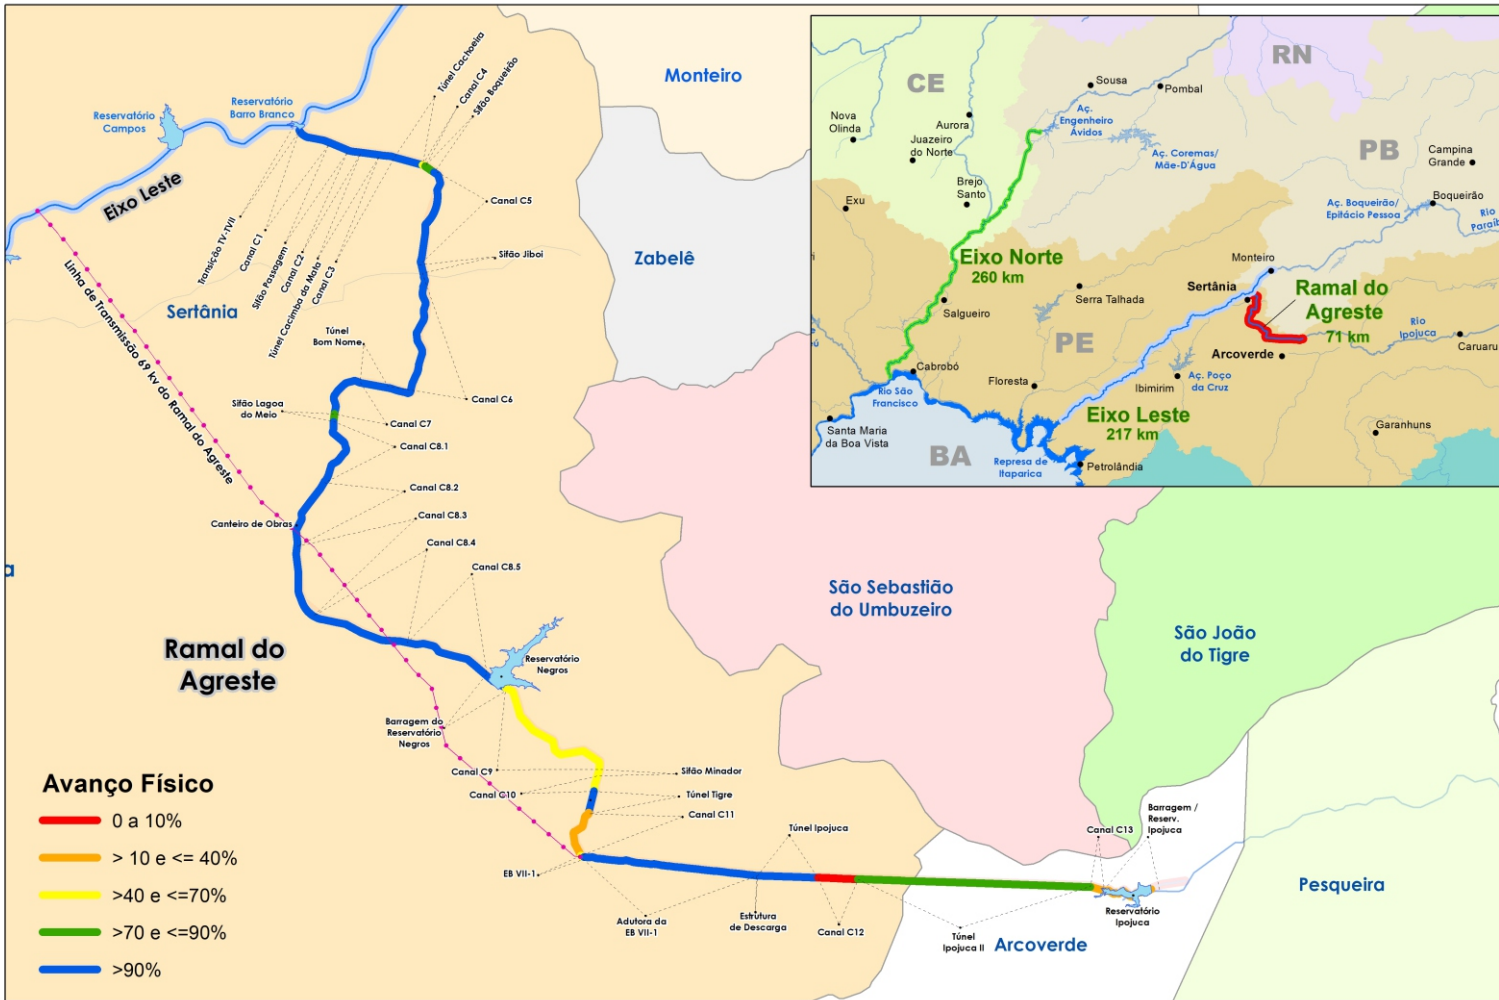 Monteiro
Reservatório
Campos
Reservatório
Barro Branco
Eixo Leste
Túnel Cachoeira
Canal C4
Sifão Boqueirão
Transição TV-TVII
Canal C1
Sifão Passagem
Canal C2
Túnel Cacimba da Mata
Canal C3
Canal C5
Sifão Jiboi
Zabelê
Sertânia
Linha de Transmissão 69 kv do Ramal do Agreste
Túnel
Bom Nome
Sifão Lagoa
do Meio
Canal C6
Canal C7
Canal C8.1
Canal C8.2
Canteiro de Obras
Canal C8.3
Canal C8.4
Canal C8.5
São Sebastião
do Umbuzeiro
São João
do Tigre
Ramal do
Agreste
Reservatório
Negros
Barragem do
Reservatório
Negros
Canal C9
Sifão Minador
Canal C10
Túnel Tigre
Canal C11
Túnel Ipojuca
Canal C13
Barragem /
Reserv.
Ipojuca
EB VII-1
Adutora da
EB VII-1
Estrutura
de Descarga
Canal C12
Túnel
Ipojuca II
Reservatório
Ipojuca
Arcoverde
Pesqueira
a
Avanço Físico
0 a 10%
> 10 e <= 40%
>40 e <=70%
>70 e <=90%
>90%
CE
RN
PB
PE
BA
Sousa
Pombal
Nova
Olinda
Aurora
Juazeiro
do Norte
Aç.
Engenheiro
Ávidos
Aç. Coremas/
Mãe-D'Água
Campina
Grande
Brejo
Santo
Exu
Aç. Boqueirão/
Epitácio Pessoa
Boqueirão
Rio
Paraíb
Eixo Norte
260 km
Monteiro
Sertânia
Serra Talhada
Salgueiro
Ramal do
Agreste
71 km
Rio
Ipojuca
Caruaru
Arcoverde
Cabrobó
Floresta
Aç. Poço
da Cruz
Ibimirim
Rio São
Francisco
Eixo Leste
217 km
Santa Maria
da Boa Vista
Garanhuns
Represa de
Itaparica
Petrolândia